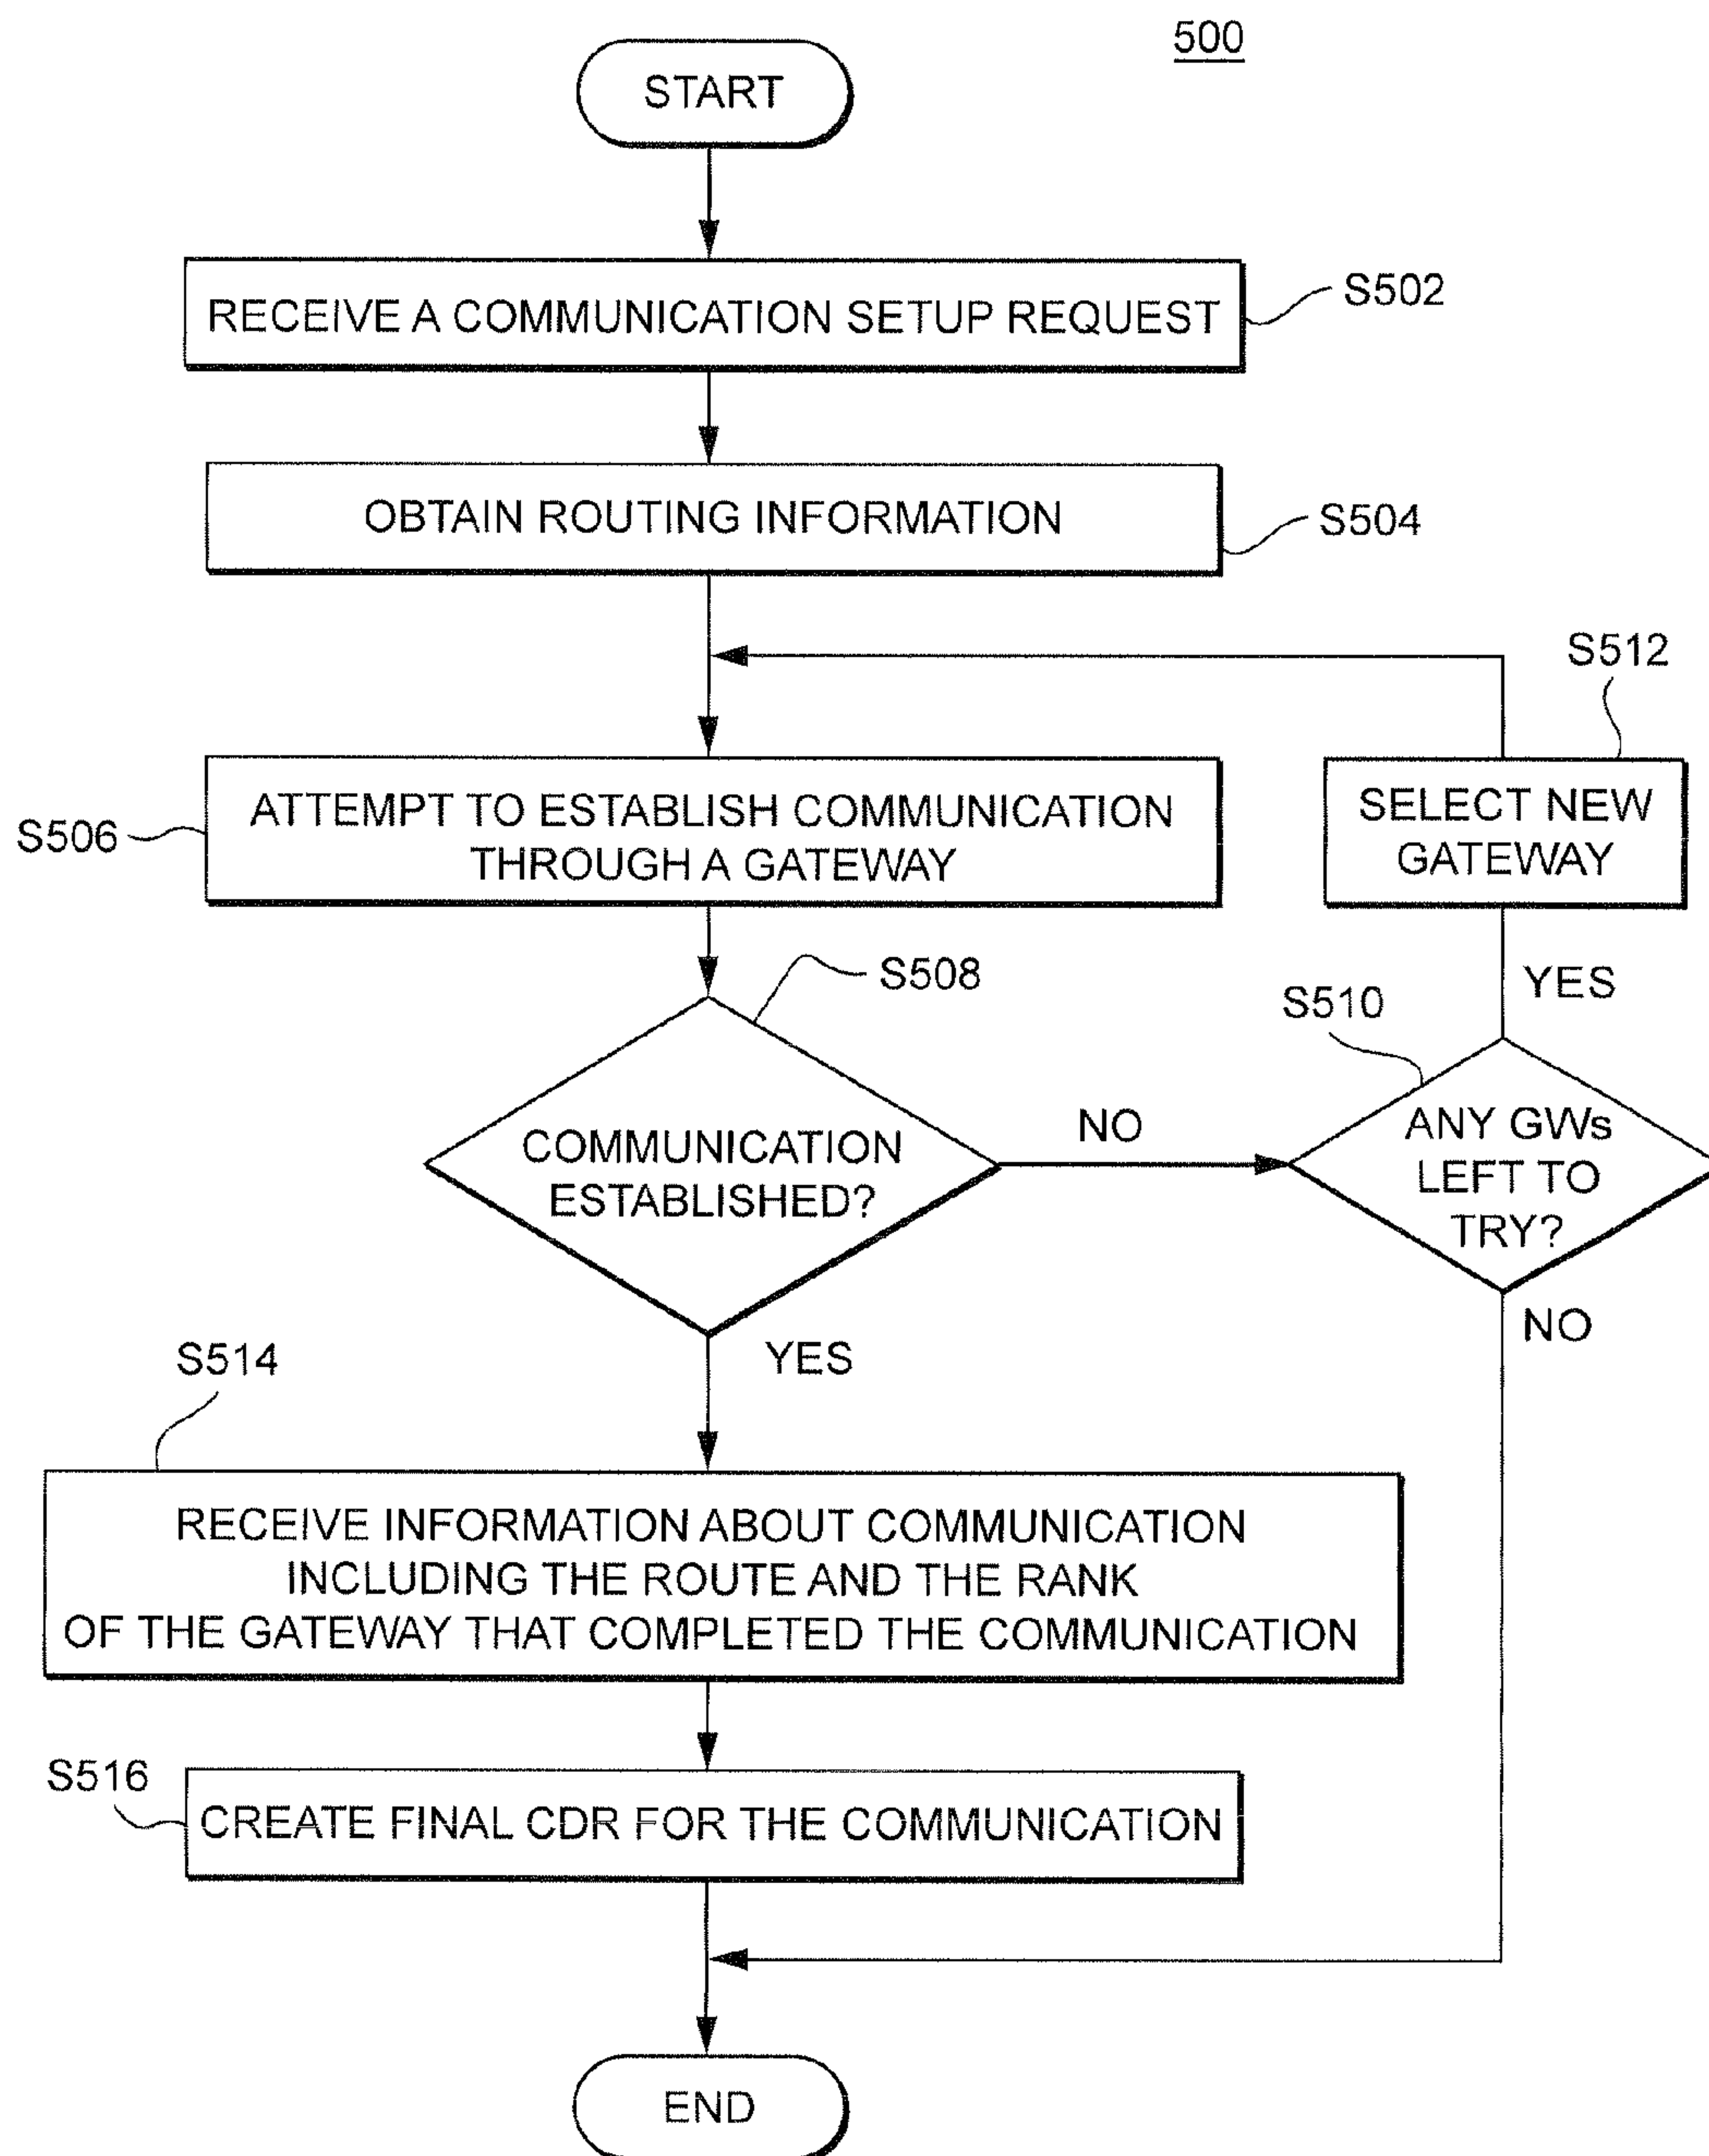 500
START
RECEIVE A COMMUNICATION SETUP REQUEST
S502
OBTAIN ROUTING INFORMATION
S504
S512
ATTEMPT TO ESTABLISH COMMUNICATION
THROUGH A GATEWAY
S506
SELECT NEW
GATEWAY
S508
YES
S510
COMMUNICATION
ESTABLISHED?
NO
ANY GWs
LEFT TO
TRY?
NO
YES
S514
RECEIVE INFORMATION ABOUT COMMUNICATION
INCLUDING THE ROUTE AND THE RANK
OF THE GATEWAY THAT COMPLETED THE COMMUNICATION
S516
CREATE FINAL CDR FOR THE COMMUNICATION
END